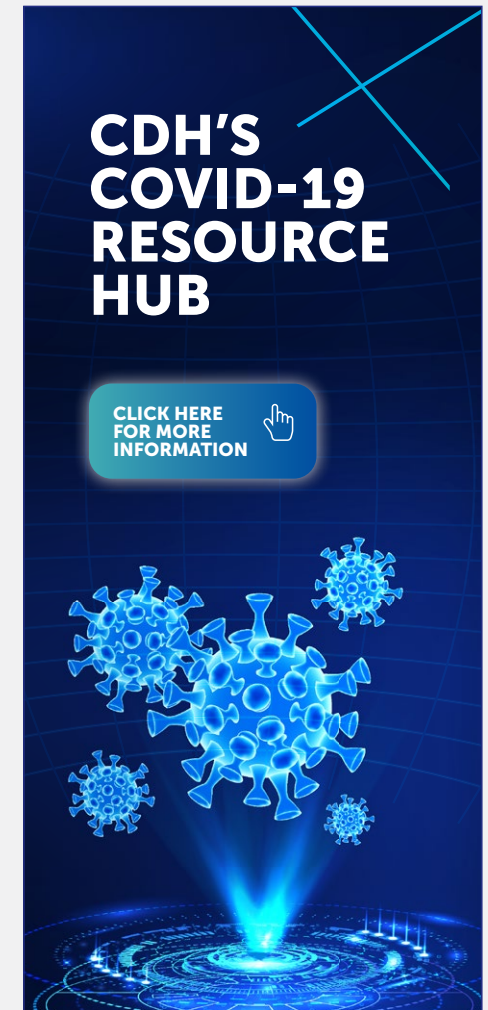 CDH’S
COVID-19
RESOURCE
HUB
CLICK HERE
FOR MORE
INFORMATION